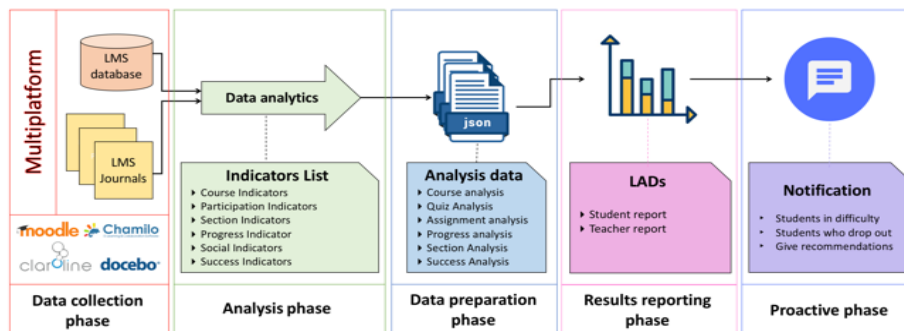 Multiplatform
LMS
database
LMS
Journals
moodle
Chamilo
claroline
docebo
Data collection
phase
Data analytics
Indicators List
Course Indicators
Participation Indicators
Section Indicators
Progress Indicator
Social Indicators
Success Indicators
Analysis phase
json
Analysis data
Course analysis
Quiz Analysis
Assignment analysis
Progress analysis
Section Analysis
Success Analysis
Data preparation
phase
LADs
Student report
Teacher report
Results reporting
phase
Notification
Students in difficulty
Students who drop out
Give recommendations
Proactive phase